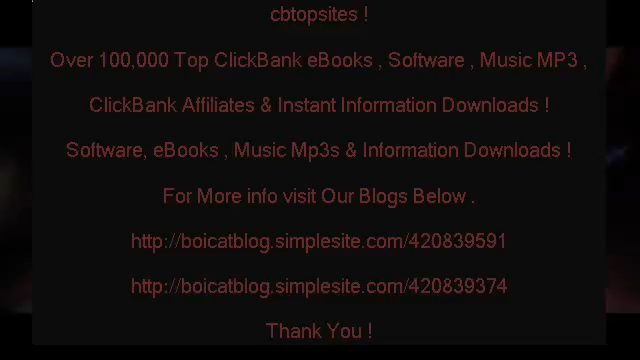 cbtopsites !
Over 100,000 Top ClickBank eBooks , Software , Music MP3 ,
ClickBank Affiliates & Instant Information Downloads !
Software, eBooks , Music Mp3s & Information Downloads !
For More info visit Our Blogs Below .
http://boicatblog.simplesite.com/420839591
http://boicatblog.simplesite.com/420839374
Thank You !